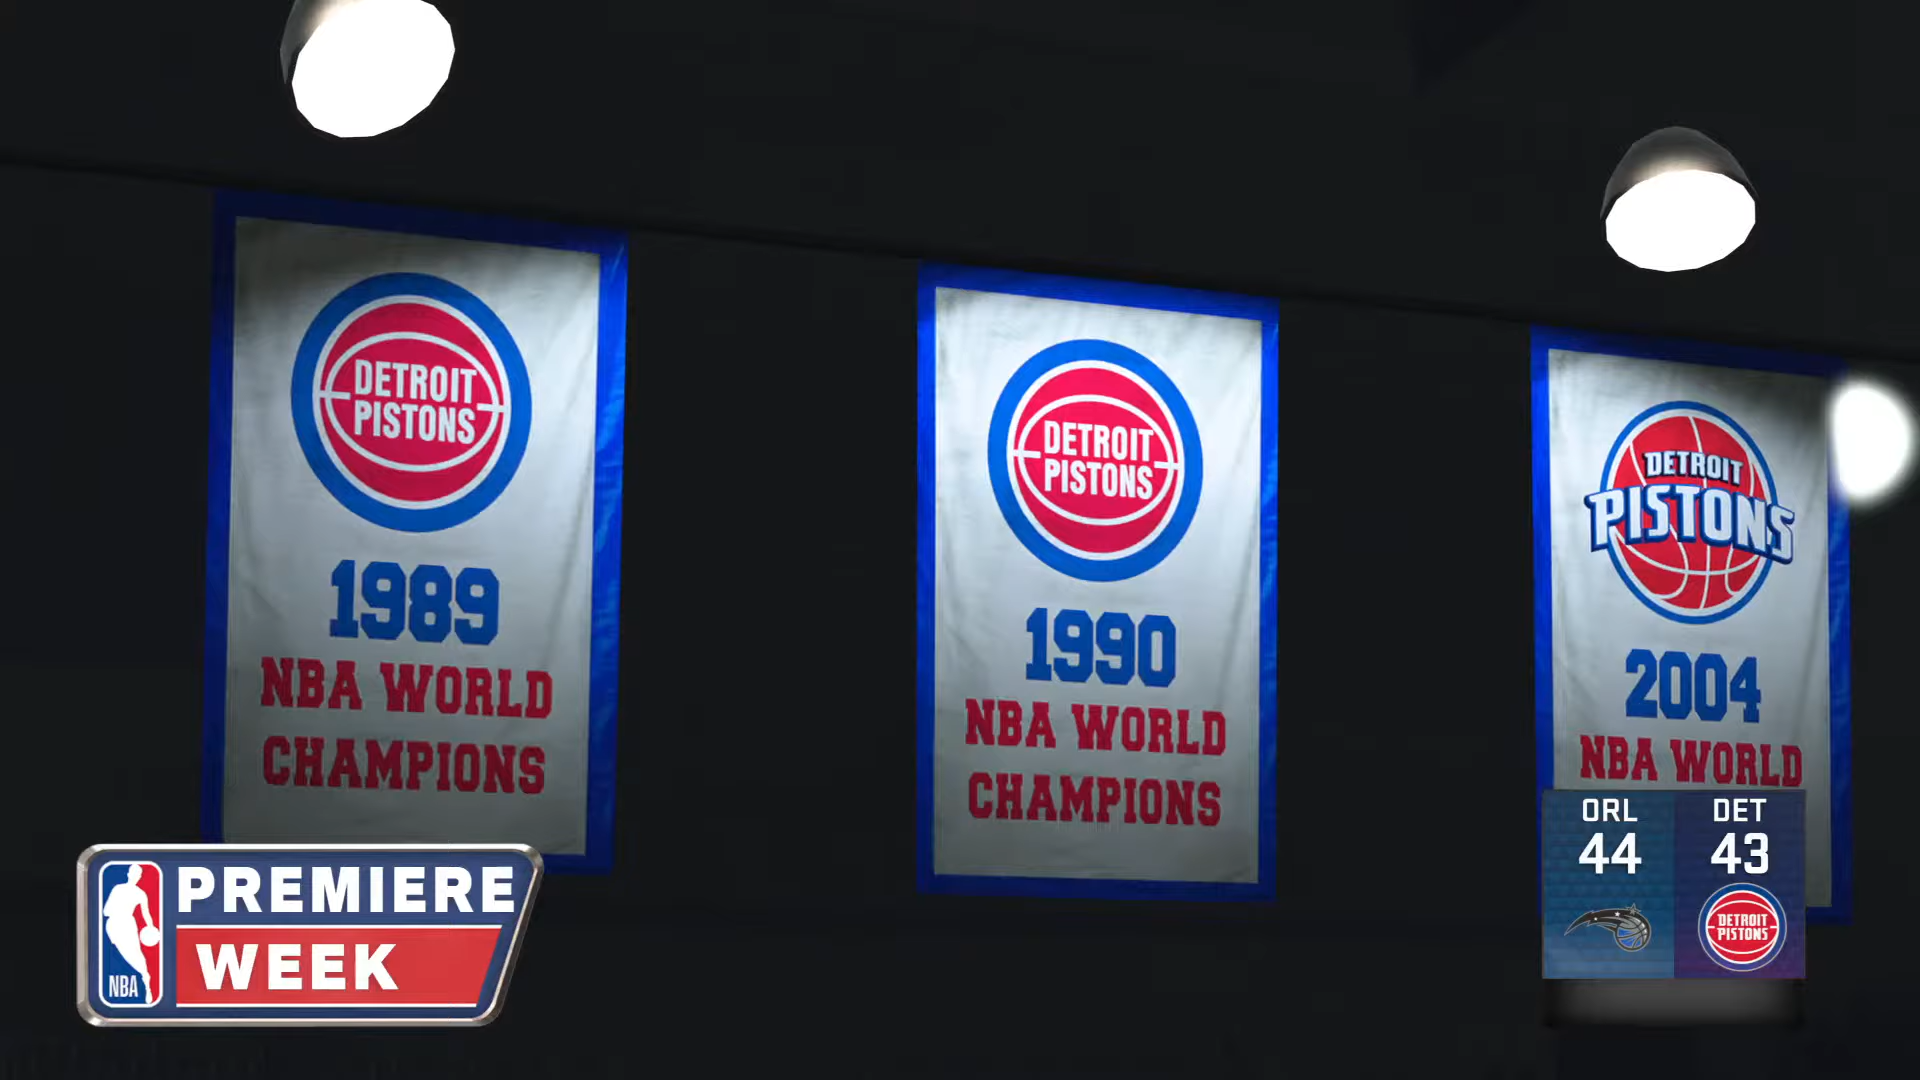 DETROIT
PISTONS
1989
NBA WORLD
CHAMPIONS
DETROIT
PISTONS
1990
NBA WORLD
CHAMPIONS
DETROIT
PISTONS
2004
NBA WORLD
NBA
PREMIERE
WEEK
ORL
44
DET
43
DETROIT
PISTONS